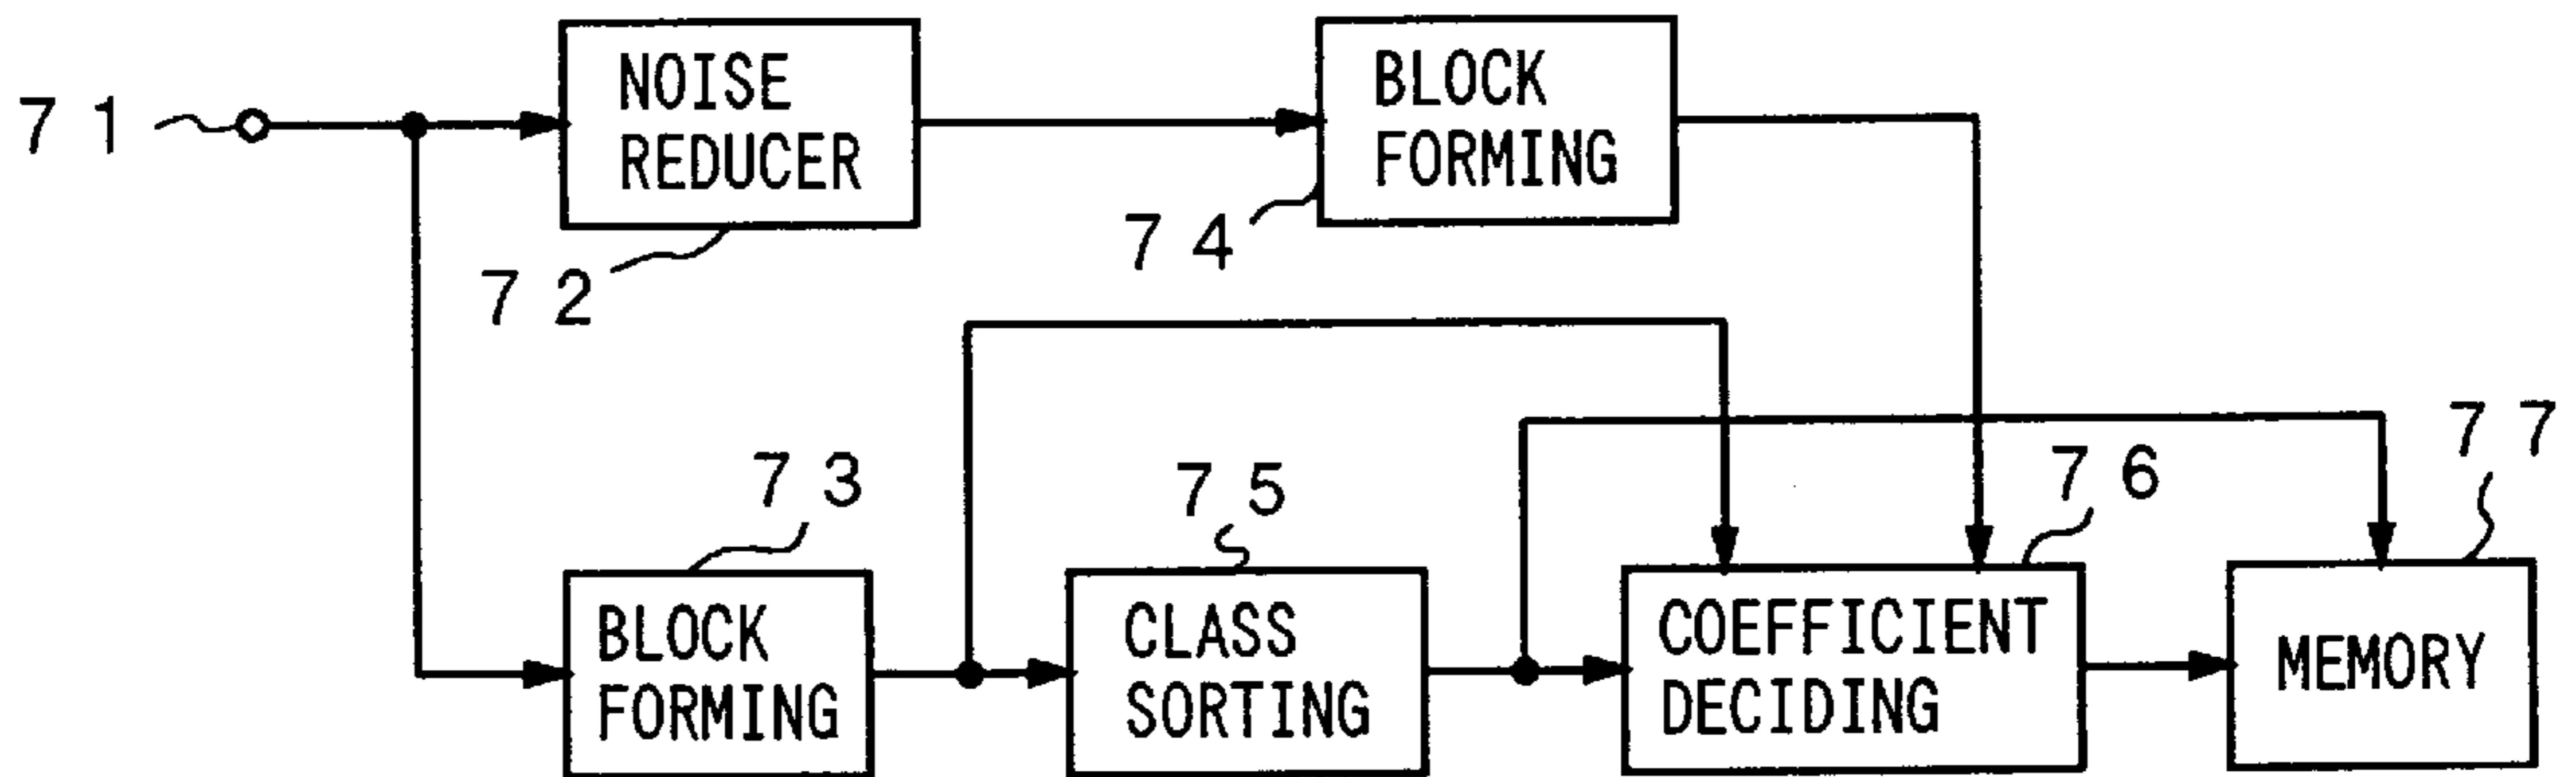 71
NOISE
REDUCER
72
BLOCK
FORMING
74
73
BLOCK
FORMING
75
CLASS
SORTING
76
COEFFICIENT
DECIDING
77
MEMORY